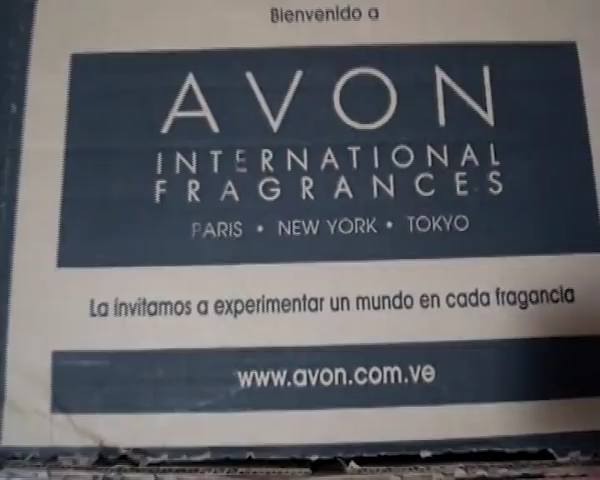 Bienvenido a
AVON
INTERNATIONAL
FRAGRANCES
PARIS • NEW YORK • TOKYO
La invitamos a experimentar un mundo en cada fragancia
www.avon.com.ve